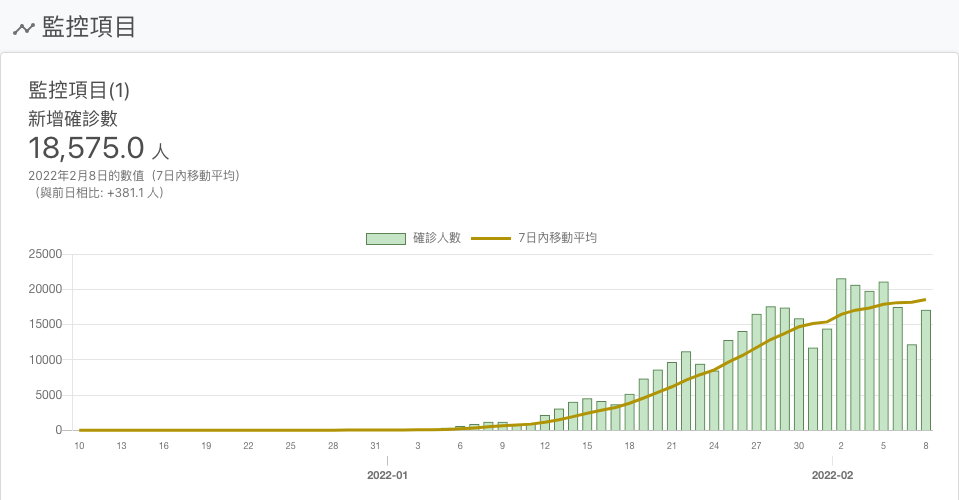 監控項目
監控項目(1)
新增確診數
18,575.0 人
2022年2月8日的數值（7日內移動平均）
（與前日相比: +381.1 人）
確診人數 7日內移動平均
25000
20000
15000
10000
5000
0
10 13 16 19 22 25 28 31 3 6 9 12 15 18 21 24 27 30 2 5 8
2022-01 2022-02